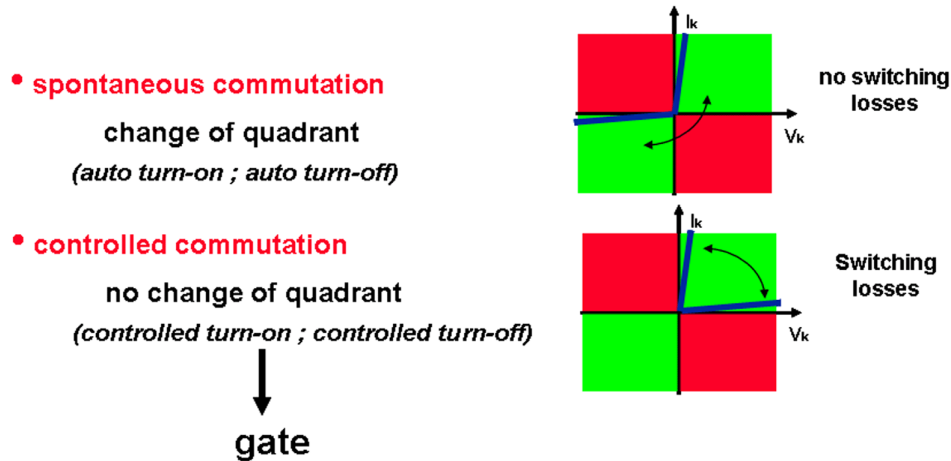 • spontaneous commutation
change of quadrant
(auto turn-on ; auto turn-off)
Ik
Vk
no switching
losses
• controlled commutation
no change of quadrant
(controlled turn-on ; controlled turn-off)
gate
Ik
Vk
Switching
losses